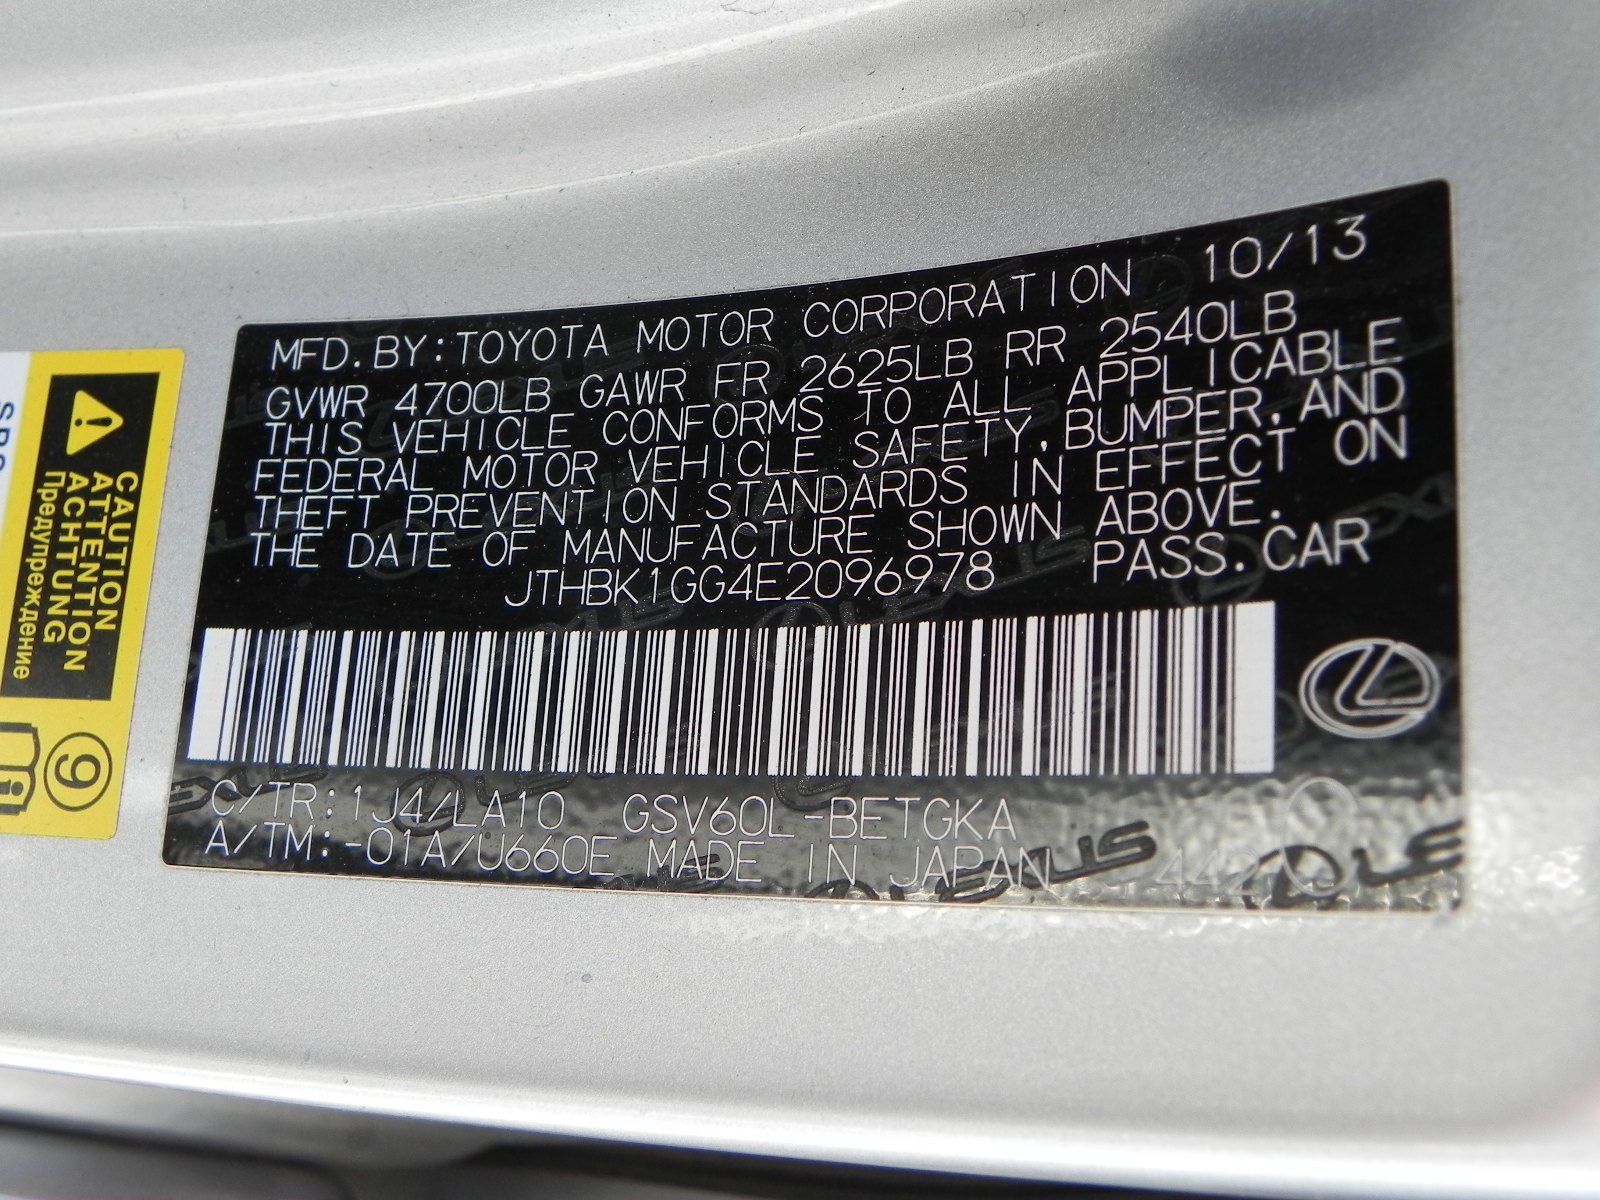 MFD.BY:TOYOTA MOTOR CORPORATION 10/13
GVWR 4700LB GAWR FR 2625LB RR 2540LB
THIS VEHICLE CONFORMS TO ALL APPLICABLE
FEDERAL MOTOR VEHICLE SAFETY,BUMPER,AND
THEFT PREVENTION STANDARDS IN EFFECT ON
THE DATE OF MANUFACTURE SHOWN ABOVE.
JTHBK1GG4E2096978 PASS.CAR
C/TR:1J4/LA10 GSV60L-BETGKA
A/TM:-01A/U660E MADE IN JAPAN
CAUTION
ATTENTION
ACHTUNG
Предупреждение
9